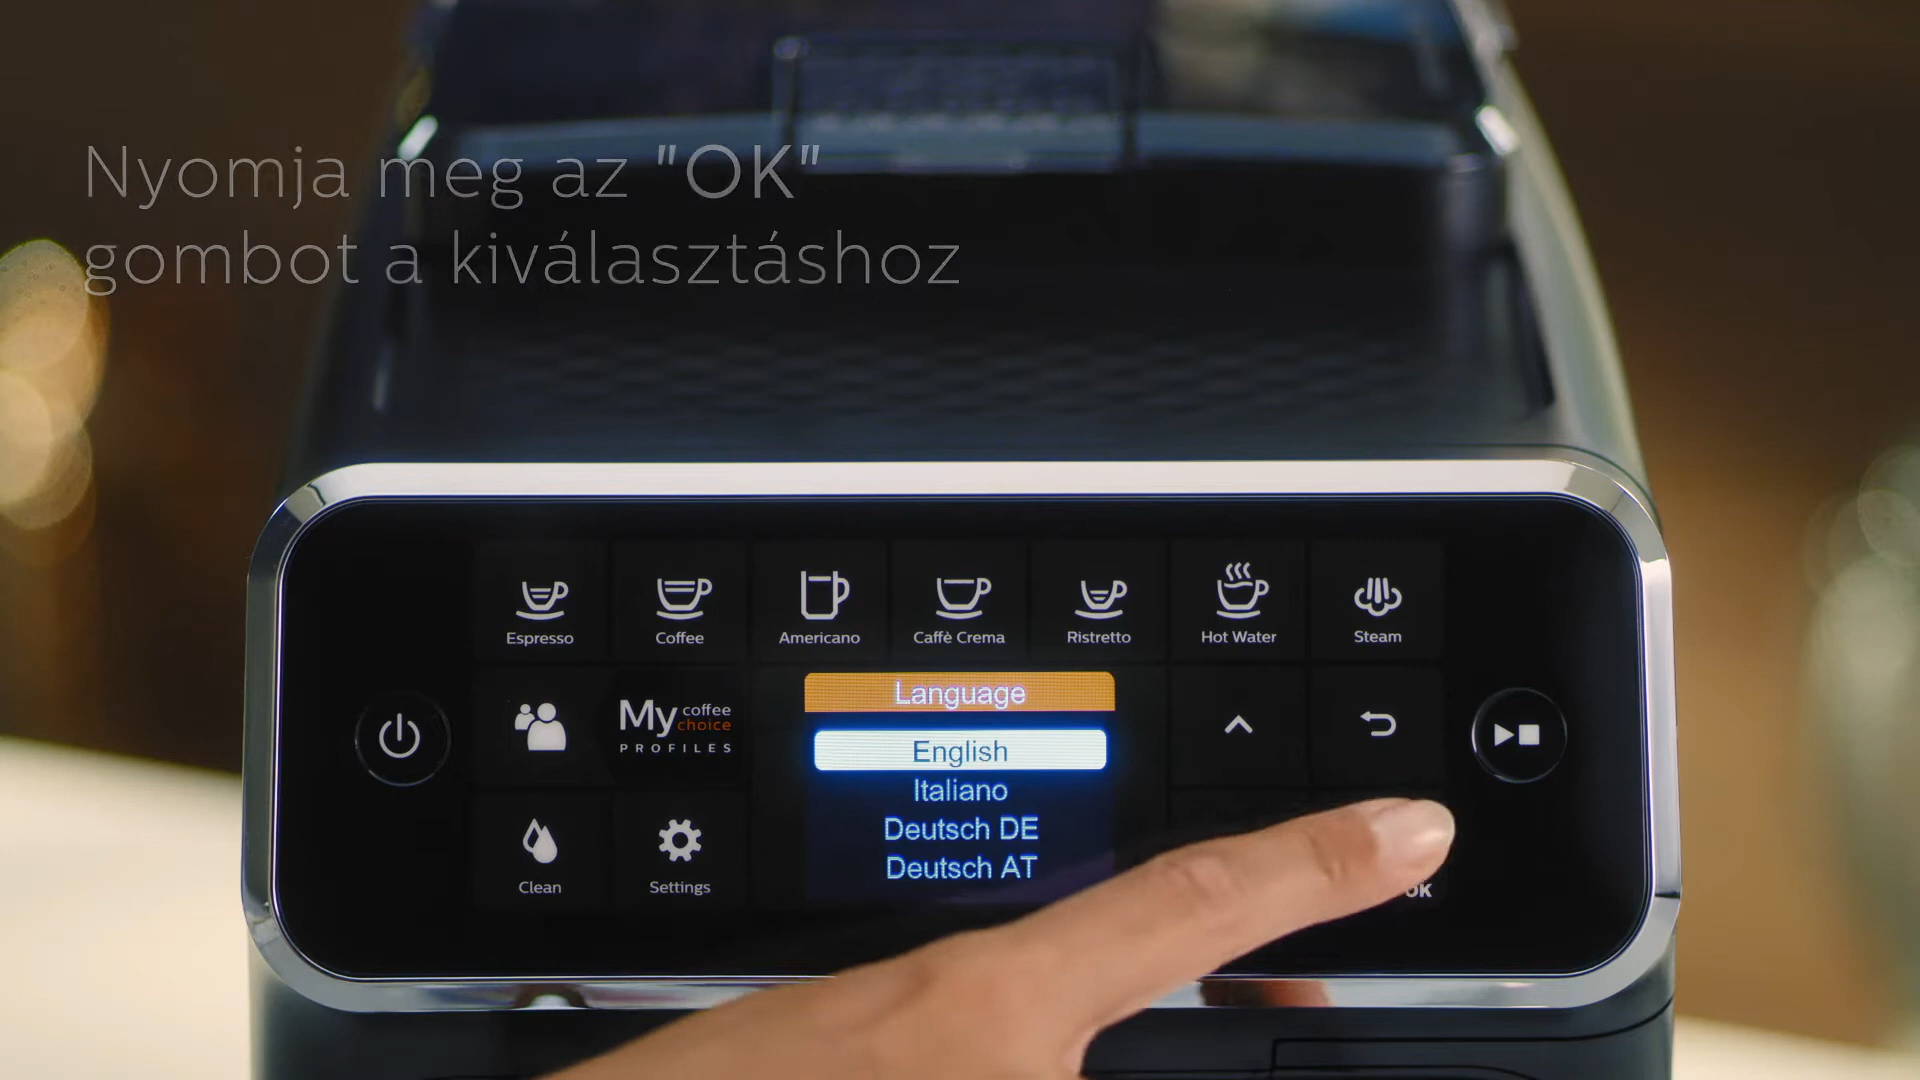 Nyomja meg az "OK"
gombot a kiválasztáshoz
Espresso
Coffee
Americano
Caffè Crema
Ristretto
Hot Water
Steam
My coffee choice
PROFILES
Language
English
Italiano
Deutsch DE
Deutsch AT
Clean
Settings
OK